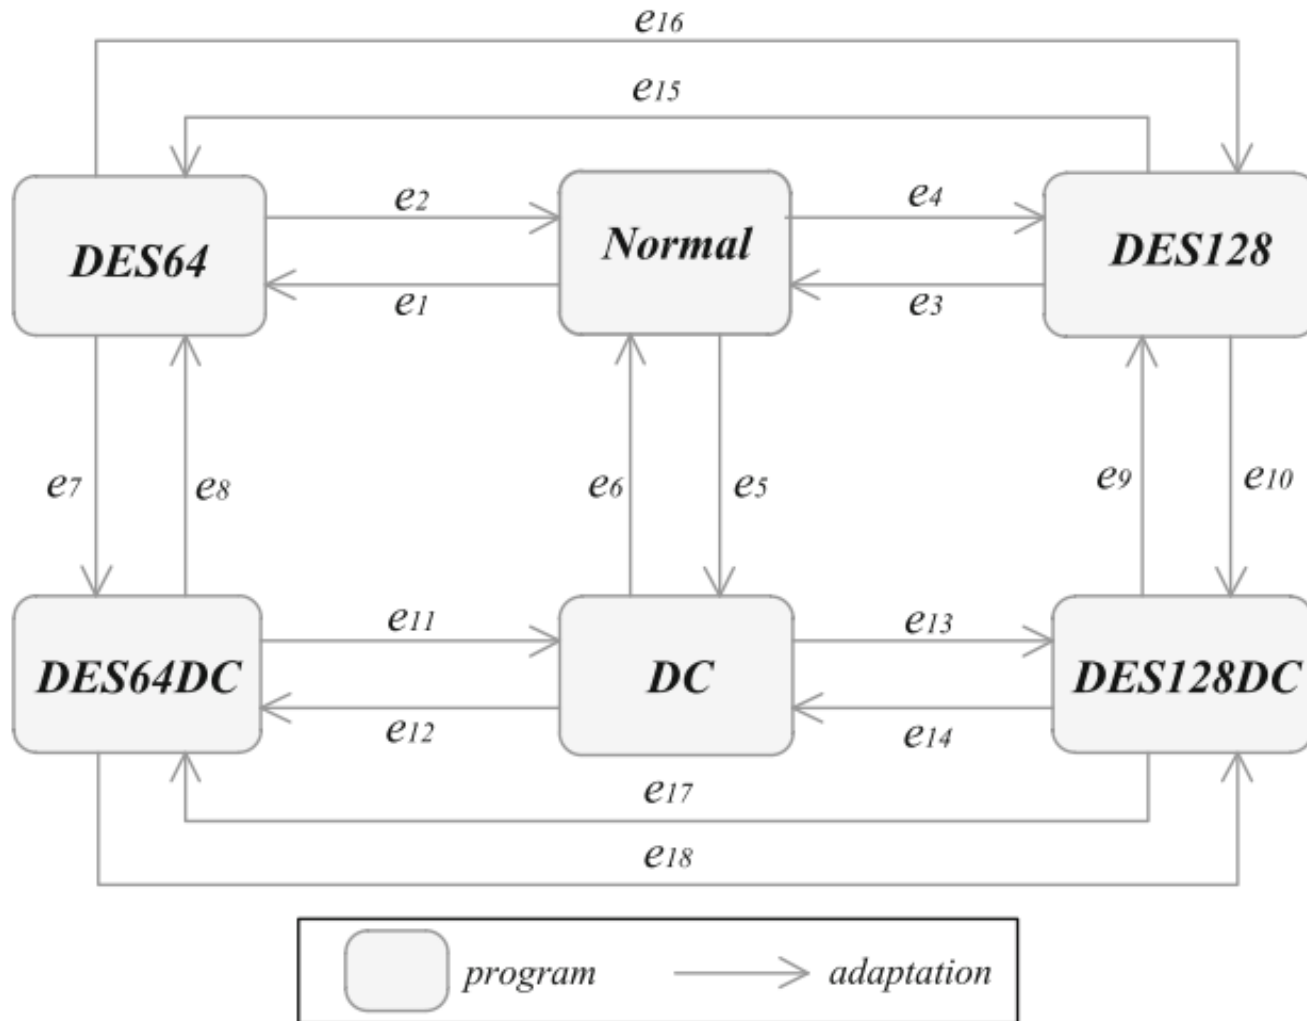 e16
e15
e2
e4
DES64
Normal
DES128
e1
e3
e7
e8
e6
e5
e9
e10
e11
e13
DES64DC
DC
DES128DC
e12
e14
e17
e18
program
adaptation